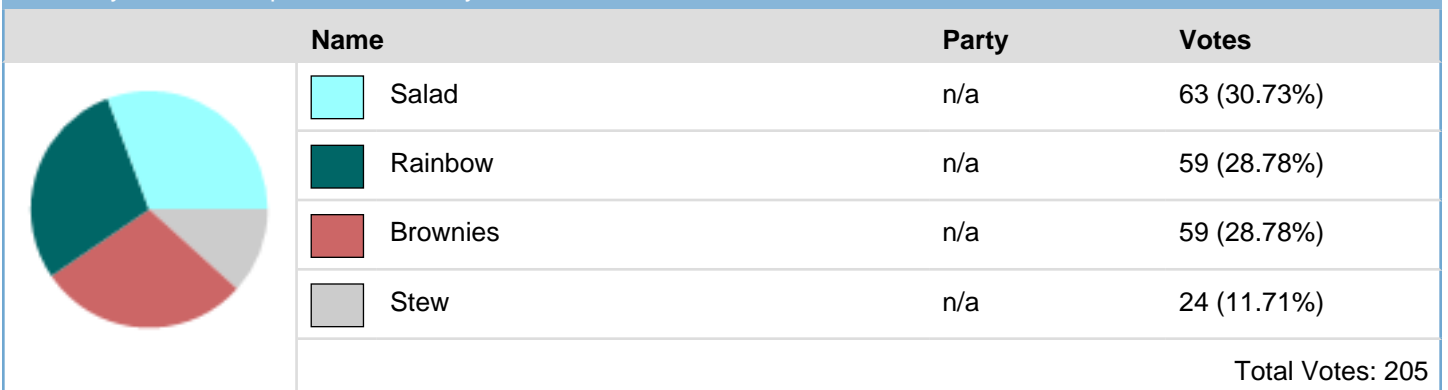 Name Party Votes
Salad n/a 63 (30.73%)
Rainbow n/a 59 (28.78%)
Brownies n/a 59 (28.78%)
Stew n/a 24 (11.71%)
Total Votes: 205